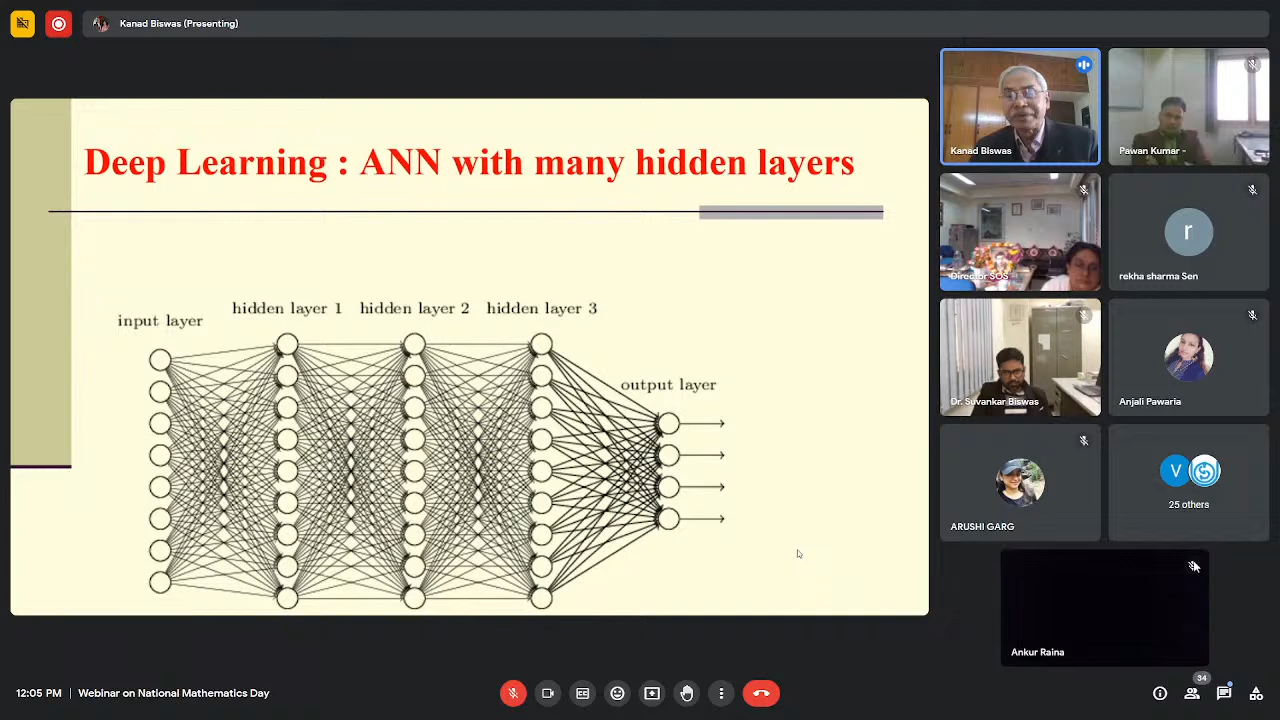 Kanad Biswas (Presenting)
Deep Learning : ANN with many hidden layers
input layer
hidden layer 1
hidden layer 2
hidden layer 3
output layer
Kanad Biswas
Pawan Kumar -
Director SOS
r
rekha sharma Sen
Dr. Suvankar Biswas
Anjali Pawaria
ARUSHI GARG
V
25 others
Ankur Raina
12:05 PM | Webinar on National Mathematics Day
34